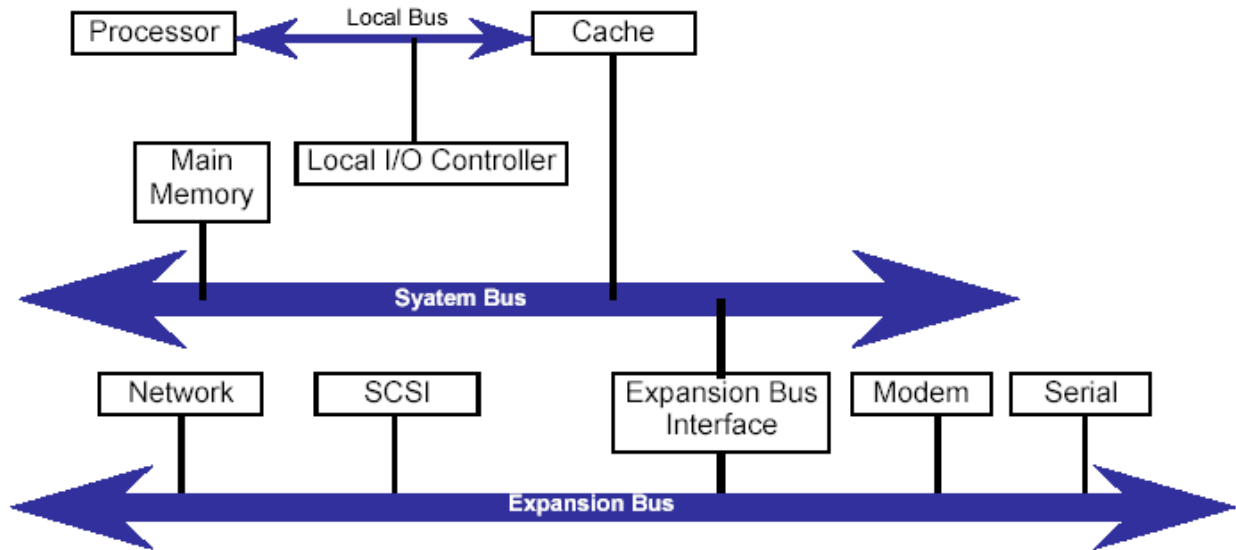 Local Bus
Processor
Cache
Main
Memory
Local I/O Controller
Syatem Bus
Network
SCSI
Expansion Bus
Interface
Modem
Serial
Expansion Bus